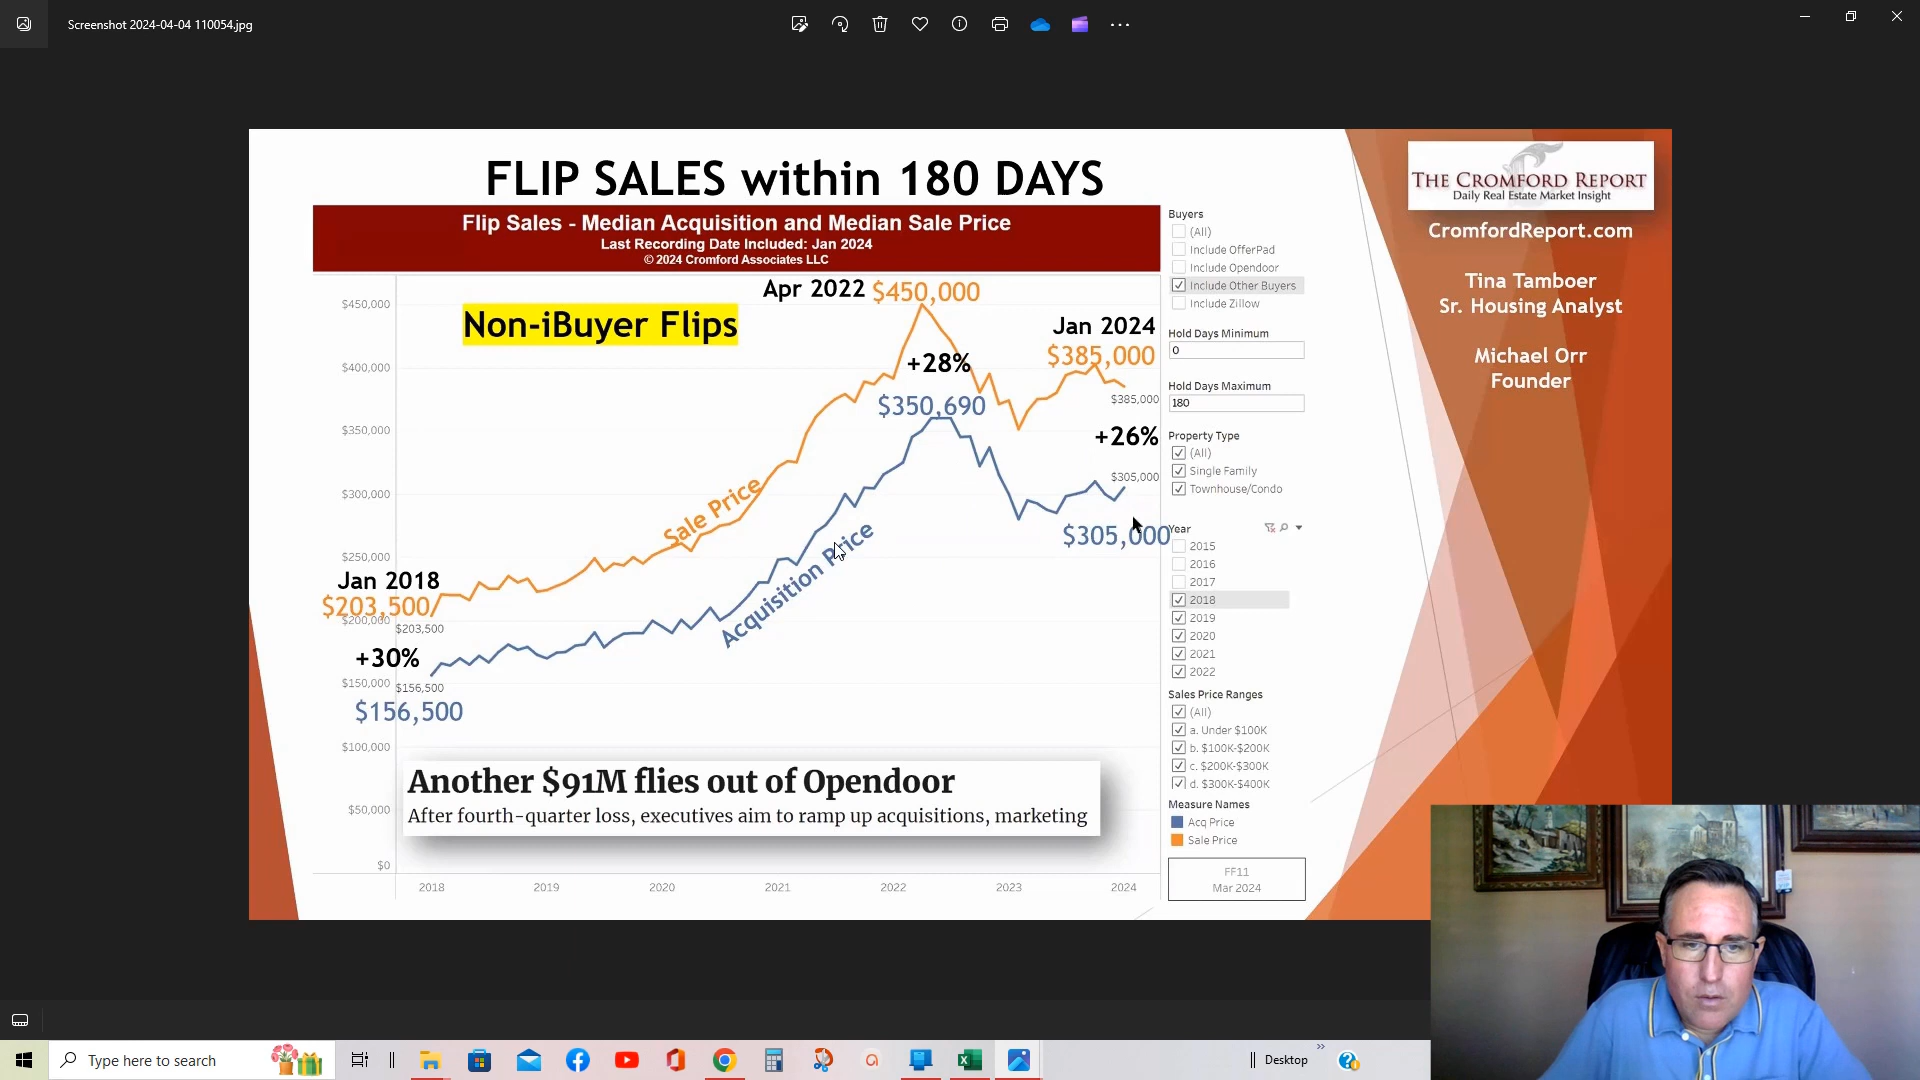 Screenshot 2024-04-04 110054.jpg
FLIP SALES within 180 DAYS
Flip Sales - Median Acquisition and Median Sale Price
Last Recording Date Included: Jan 2024
© 2024 Cromford Associates LLC
Non-iBuyer Flips
Apr 2022 $450,000
+28%
$350,690
Jan 2024
$385,000
$385,000
+26%
$305,000
$305,000
Sale Price
Acquisition Price
Jan 2018
$203,500
$203,500
+30%
$156,500
$156,500
$450,000
$400,000
$350,000
$300,000
$250,000
$200,000
$150,000
$100,000
$50,000
$0
Another $91M flies out of Opendoor
After fourth-quarter loss, executives aim to ramp up acquisitions, marketing
2018 2019 2020 2021 2022 2023 2024
Buyers
(All)
Include OfferPad
Include Opendoor
Include Other Buyers
Include Zillow
Hold Days Minimum
0
Hold Days Maximum
180
Property Type
(All)
Single Family
Townhouse/Condo
Year
2015
2016
2017
2018
2019
2020
2021
2022
Sales Price Ranges
(All)
a. Under $100K
b. $100K-$200K
c. $200K-$300K
d. $300K-$400K
Measure Names
Acq Price
Sale Price
FF11
Mar 2024
THE CROMFORD REPORT
Daily Real Estate Market Insight
CromfordReport.com
Tina Tamboer
Sr. Housing Analyst
Michael Orr
Founder
Type here to search
Desktop